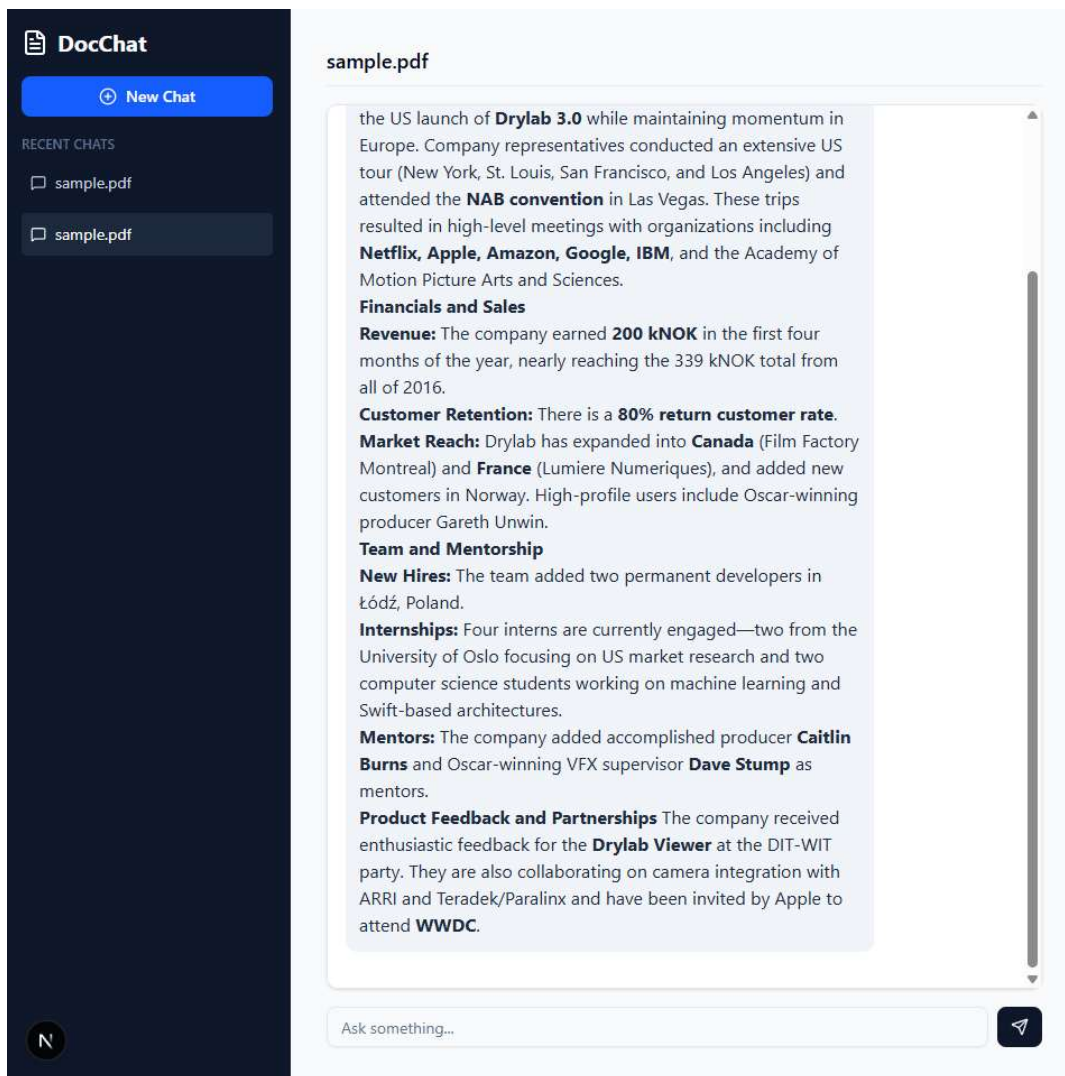 DocChat
New Chat
RECENT CHATS
sample.pdf
sample.pdf
sample.pdf
the US launch of Drylab 3.0 while maintaining momentum in
Europe. Company representatives conducted an extensive US
tour (New York, St. Louis, San Francisco, and Los Angeles) and
attended the NAB convention in Las Vegas. These trips
resulted in high-level meetings with organizations including
Netflix, Apple, Amazon, Google, IBM, and the Academy of
Motion Picture Arts and Sciences.
Financials and Sales
Revenue: The company earned 200 kNOK in the first four
months of the year, nearly reaching the 339 kNOK total from
all of 2016.
Customer Retention: There is a 80% return customer rate.
Market Reach: Drylab has expanded into Canada (Film Factory
Montreal) and France (Lumiere Numeriques), and added new
customers in Norway. High-profile users include Oscar-winning
producer Gareth Unwin.
Team and Mentorship
New Hires: The team added two permanent developers in
Łódź, Poland.
Internships: Four interns are currently engaged—two from the
University of Oslo focusing on US market research and two
computer science students working on machine learning and
Swift-based architectures.
Mentors: The company added accomplished producer Caitlin
Burns and Oscar-winning VFX supervisor Dave Stump as
mentors.
Product Feedback and Partnerships The company received
enthusiastic feedback for the Drylab Viewer at the DIT-WIT
party. They are also collaborating on camera integration with
ARRI and Teradek/Paralinx and have been invited by Apple to
attend WWDC.
Ask something...
N